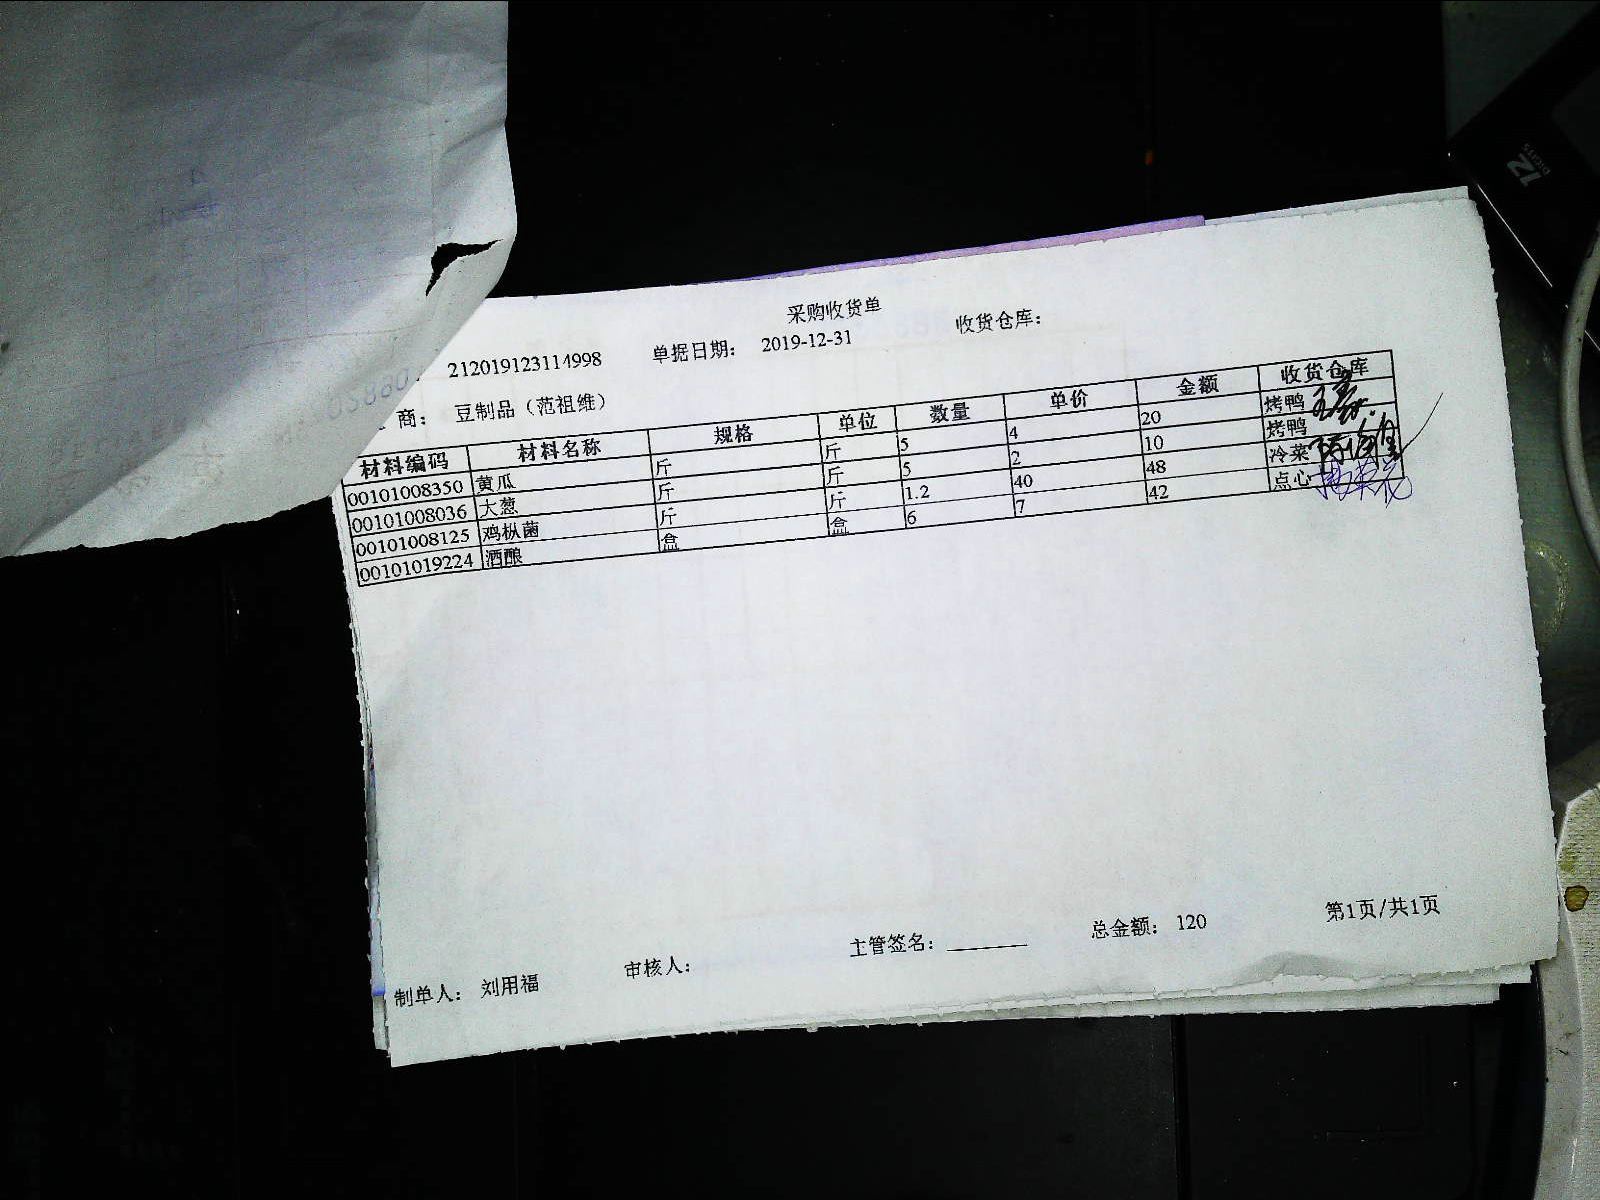 采购收货单
212019123114998 单据日期： 2019-12-31 收货仓库：
商： 豆制品（范祖维）
材料编码 材料名称 规格 单位 数量 单价 金额 收货仓库
00101008350 黄瓜 斤 斤 5 4 20 烤鸭
00101008036 大葱 斤 斤 5 2 10 烤鸭
00101008125 鸡枞菌 斤 斤 1.2 40 48 冷菜
00101019224 酒酿 盒 盒 6 7 42 点心
制单人： 刘用福 审核人： 主管签名： 总金额： 120 第1页/共1页
12 DIGITS